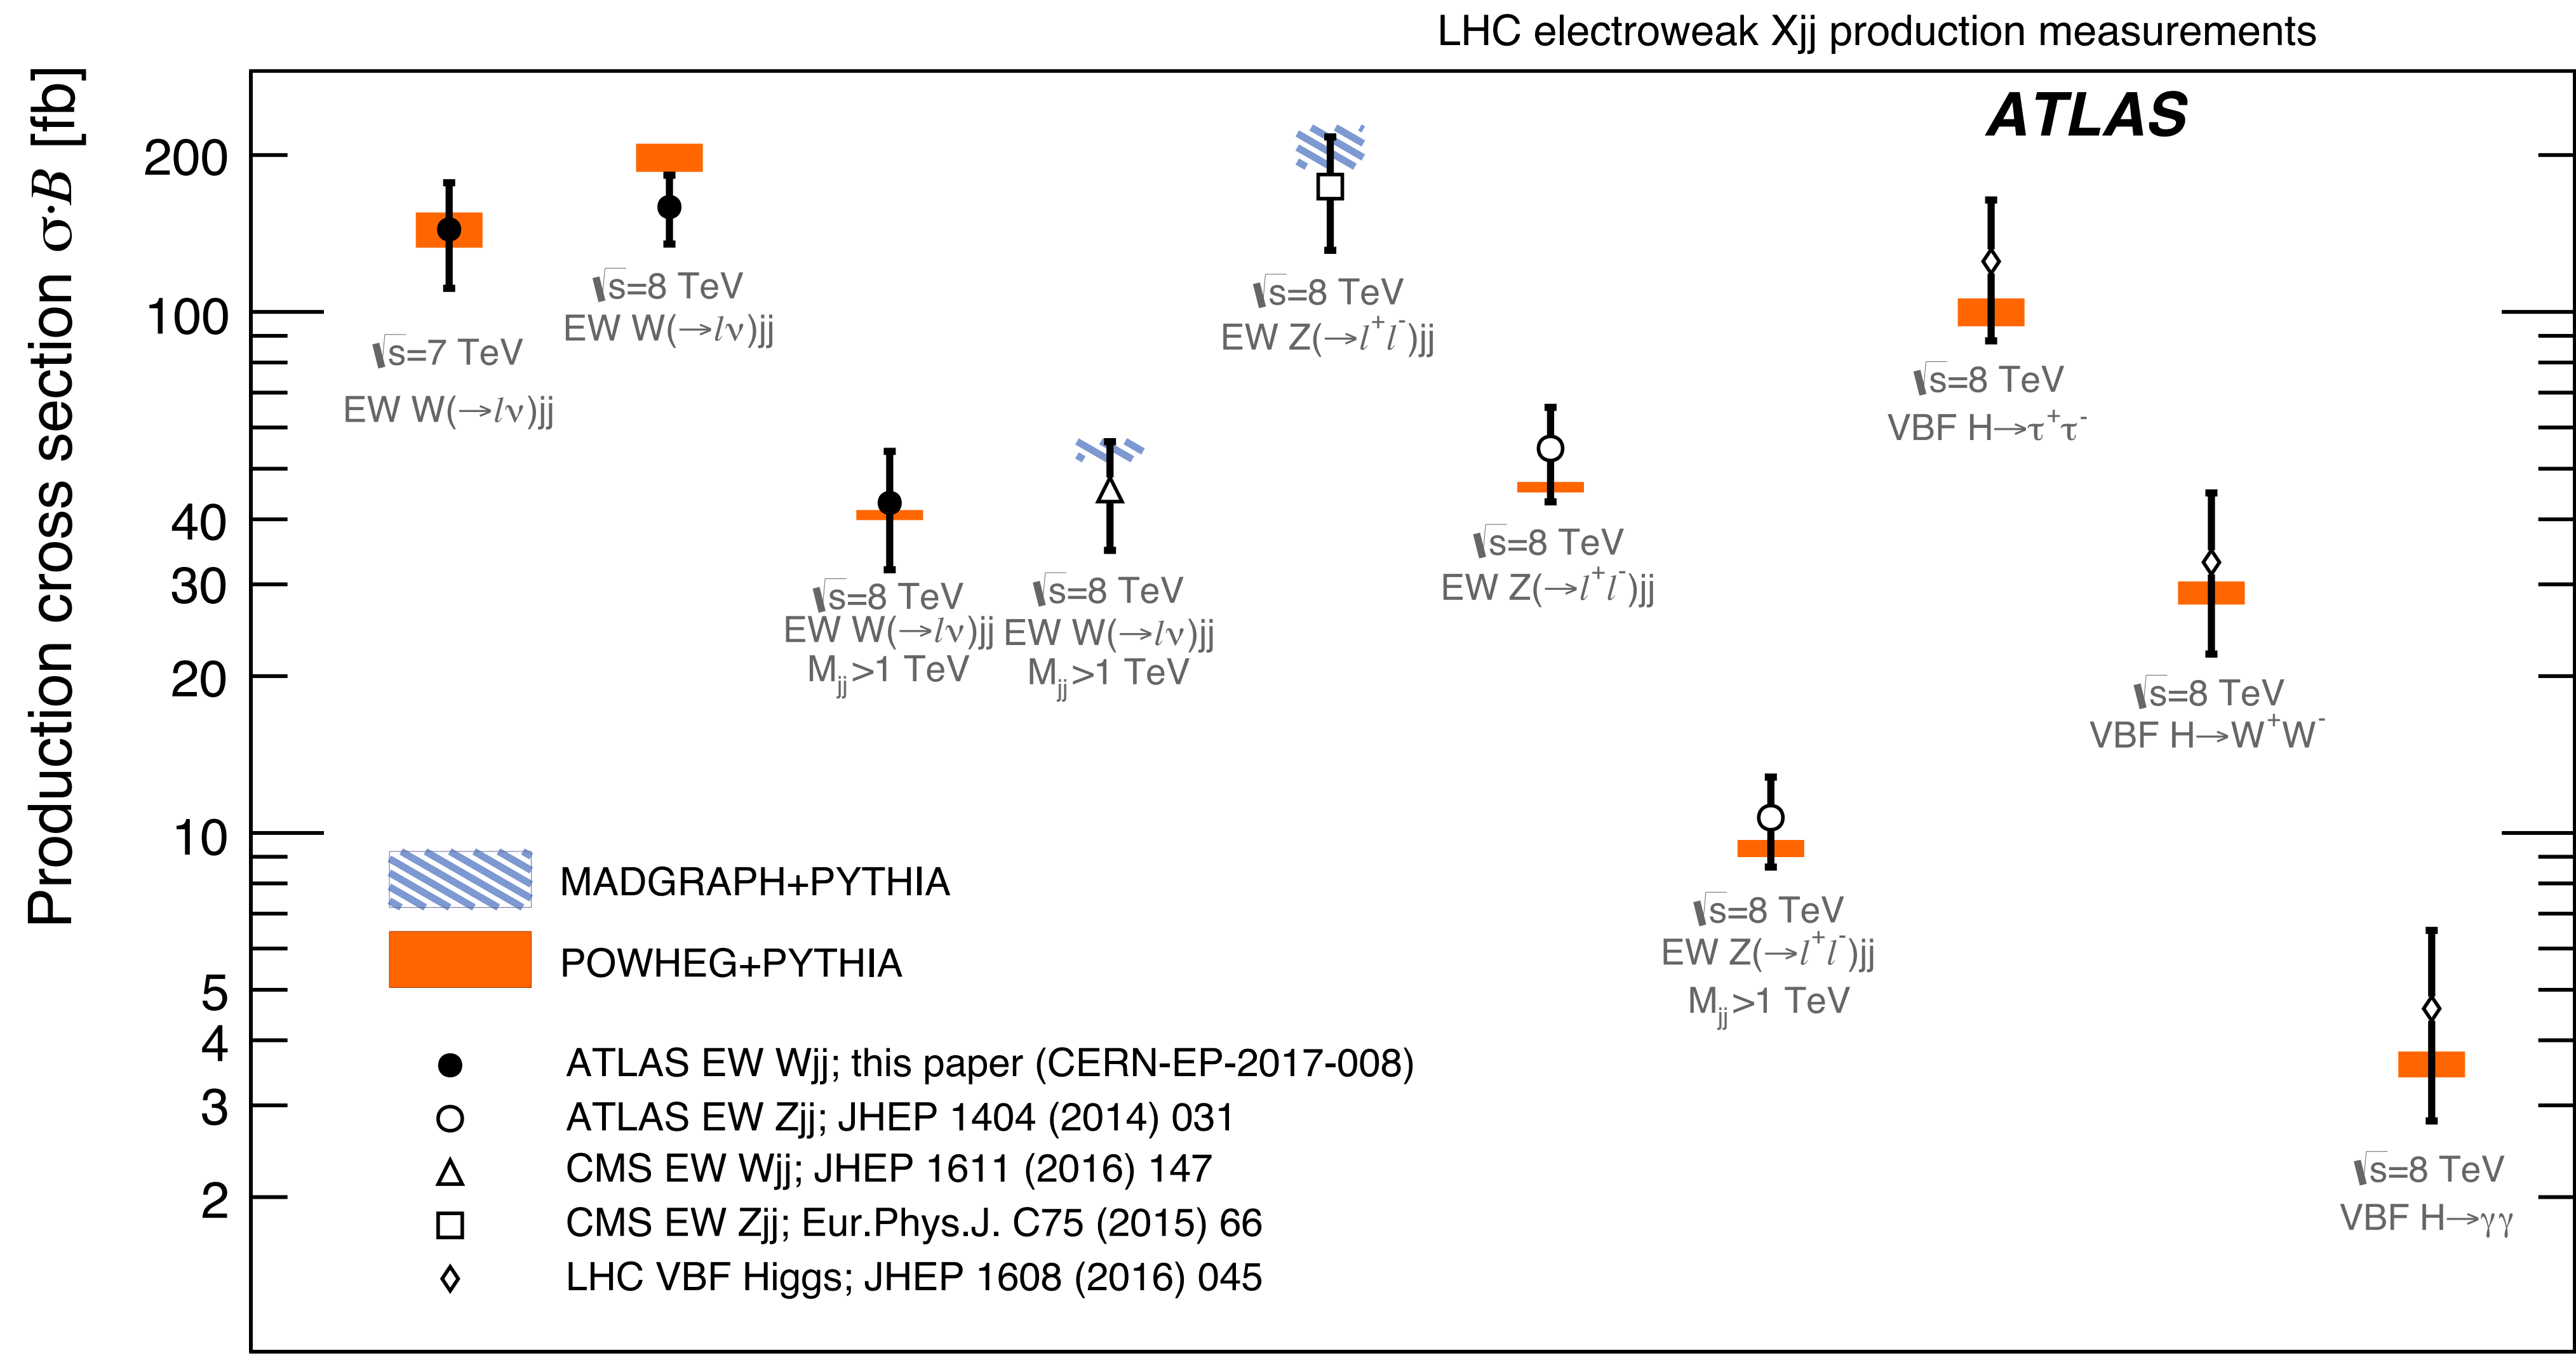 LHC electroweak Xjj production measurements
ATLAS
Production cross section σ·B [fb]
200
100
40
30
20
10
5
4
3
2
√s=7 TeV
EW W(→lν)jj
√s=8 TeV
EW W(→lν)jj
√s=8 TeV
EW W(→lν)jj
Mjj>1 TeV
√s=8 TeV
EW W(→lν)jj
Mjj>1 TeV
√s=8 TeV
EW Z(→l⁺l⁻)jj
√s=8 TeV
EW Z(→l⁺l⁻)jj
√s=8 TeV
EW Z(→l⁺l⁻)jj
Mjj>1 TeV
√s=8 TeV
VBF H→τ⁺τ⁻
√s=8 TeV
VBF H→W⁺W⁻
√s=8 TeV
VBF H→γγ
MADGRAPH+PYTHIA
POWHEG+PYTHIA
ATLAS EW Wjj; this paper (CERN-EP-2017-008)
ATLAS EW Zjj; JHEP 1404 (2014) 031
CMS EW Wjj; JHEP 1611 (2016) 147
CMS EW Zjj; Eur.Phys.J. C75 (2015) 66
LHC VBF Higgs; JHEP 1608 (2016) 045